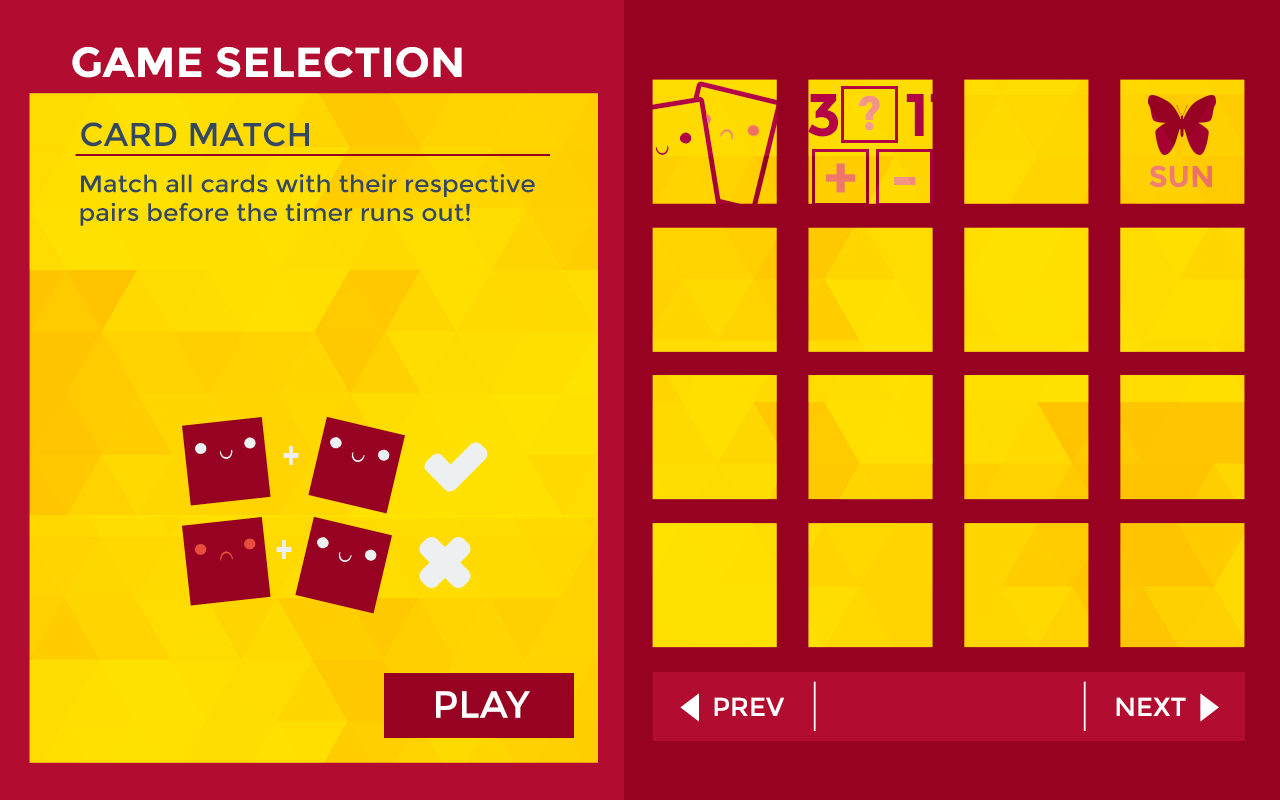 GAME SELECTION
CARD MATCH
Match all cards with their respective
pairs before the timer runs out!
+
+
PLAY
3 ? 1
+ −
SUN
PREV
NEXT